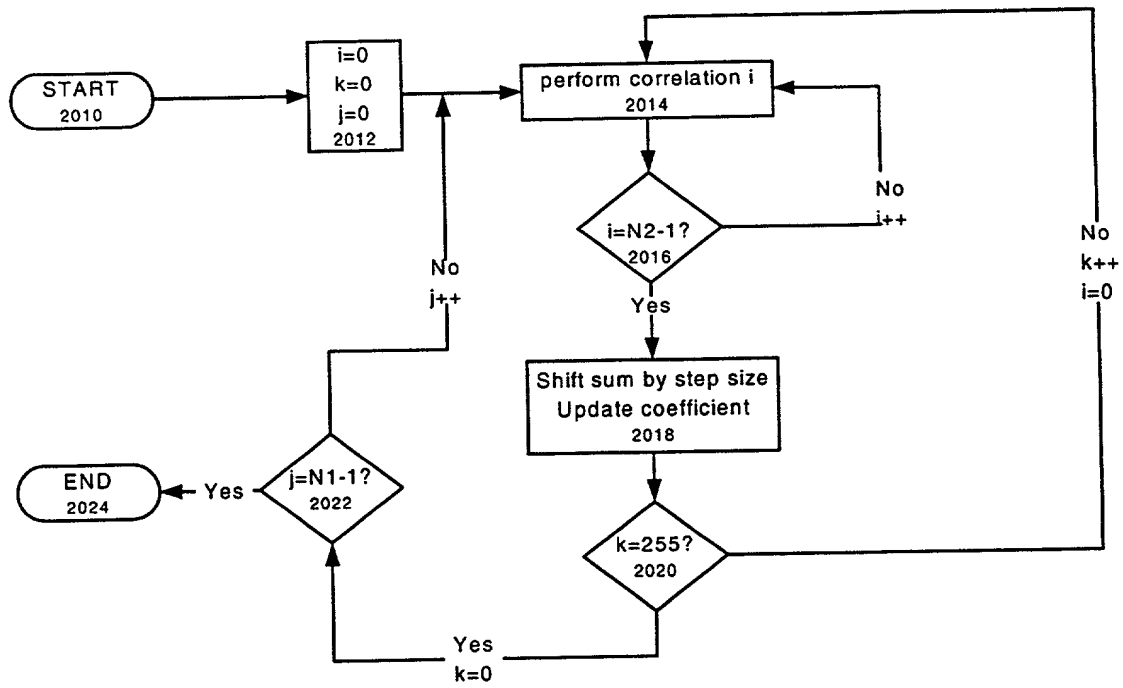 START
2010
i=0
k=0
j=0
2012
perform correlation i
2014
i=N2-1?
2016
No
i++
Yes
Shift sum by step size
Update coefficient
2018
k=255?
2020
No
k++
i=0
Yes
k=0
j=N1-1?
2022
No
j++
Yes
END
2024